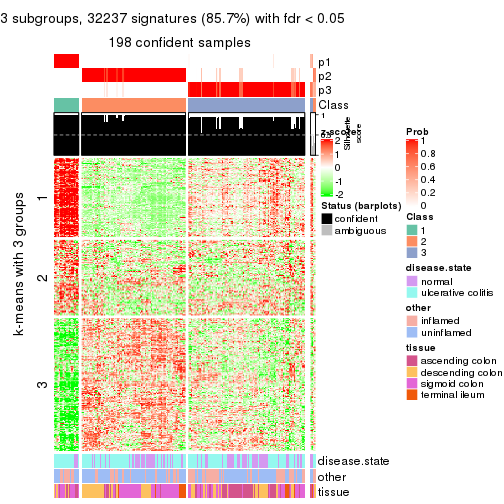 3 subgroups, 32237 signatures (85.7%) with fdr < 0.05
198 confident samples
p1
p2
p3
Class
1
0.5
Silhouette
score
k-means with 3 groups
1
2
3
disease.state
other
tissue
z-score
2
1
0
-1
-2
Status (barplots)
confident
ambiguous
Prob
1
0.8
0.6
0.4
0.2
0
Class
1
2
3
disease.state
normal
ulcerative colitis
other
inflamed
uninflamed
tissue
ascending colon
descending colon
sigmoid colon
terminal ileum